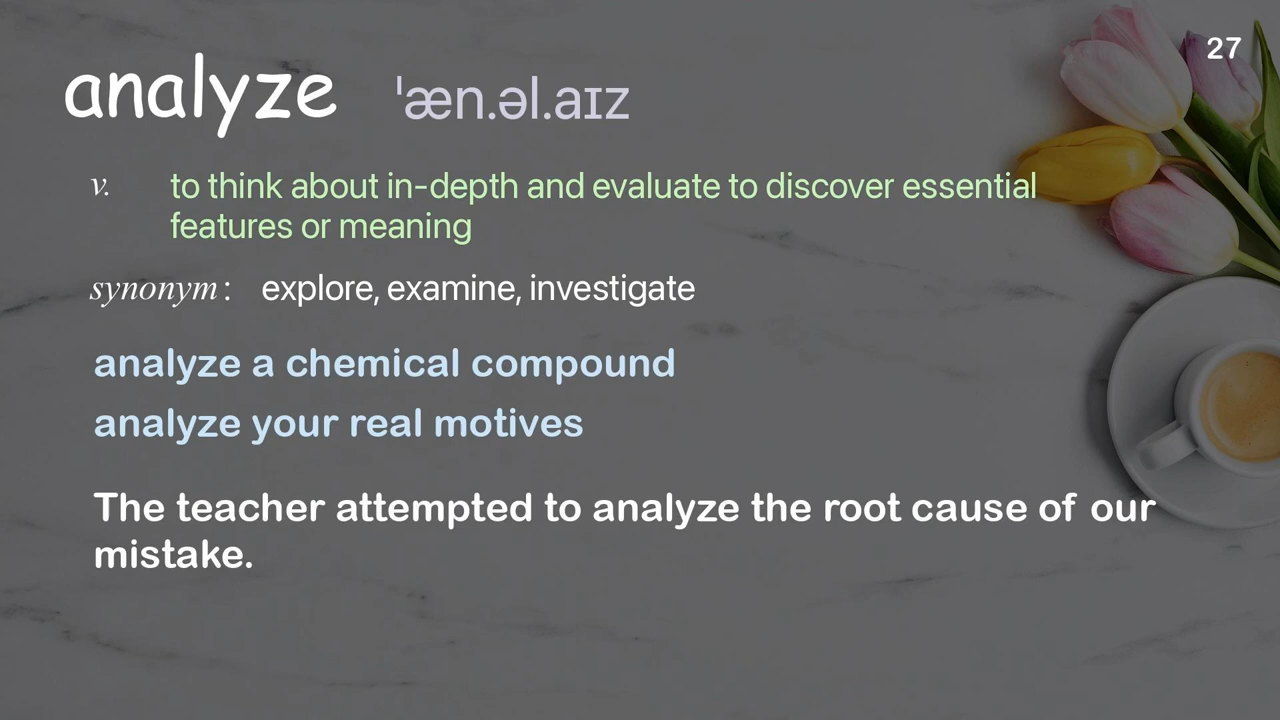 27
analyze ˈæn.əl.aɪz
v. to think about in-depth and evaluate to discover essential
features or meaning
synonym: explore, examine, investigate
analyze a chemical compound
analyze your real motives
The teacher attempted to analyze the root cause of our
mistake.